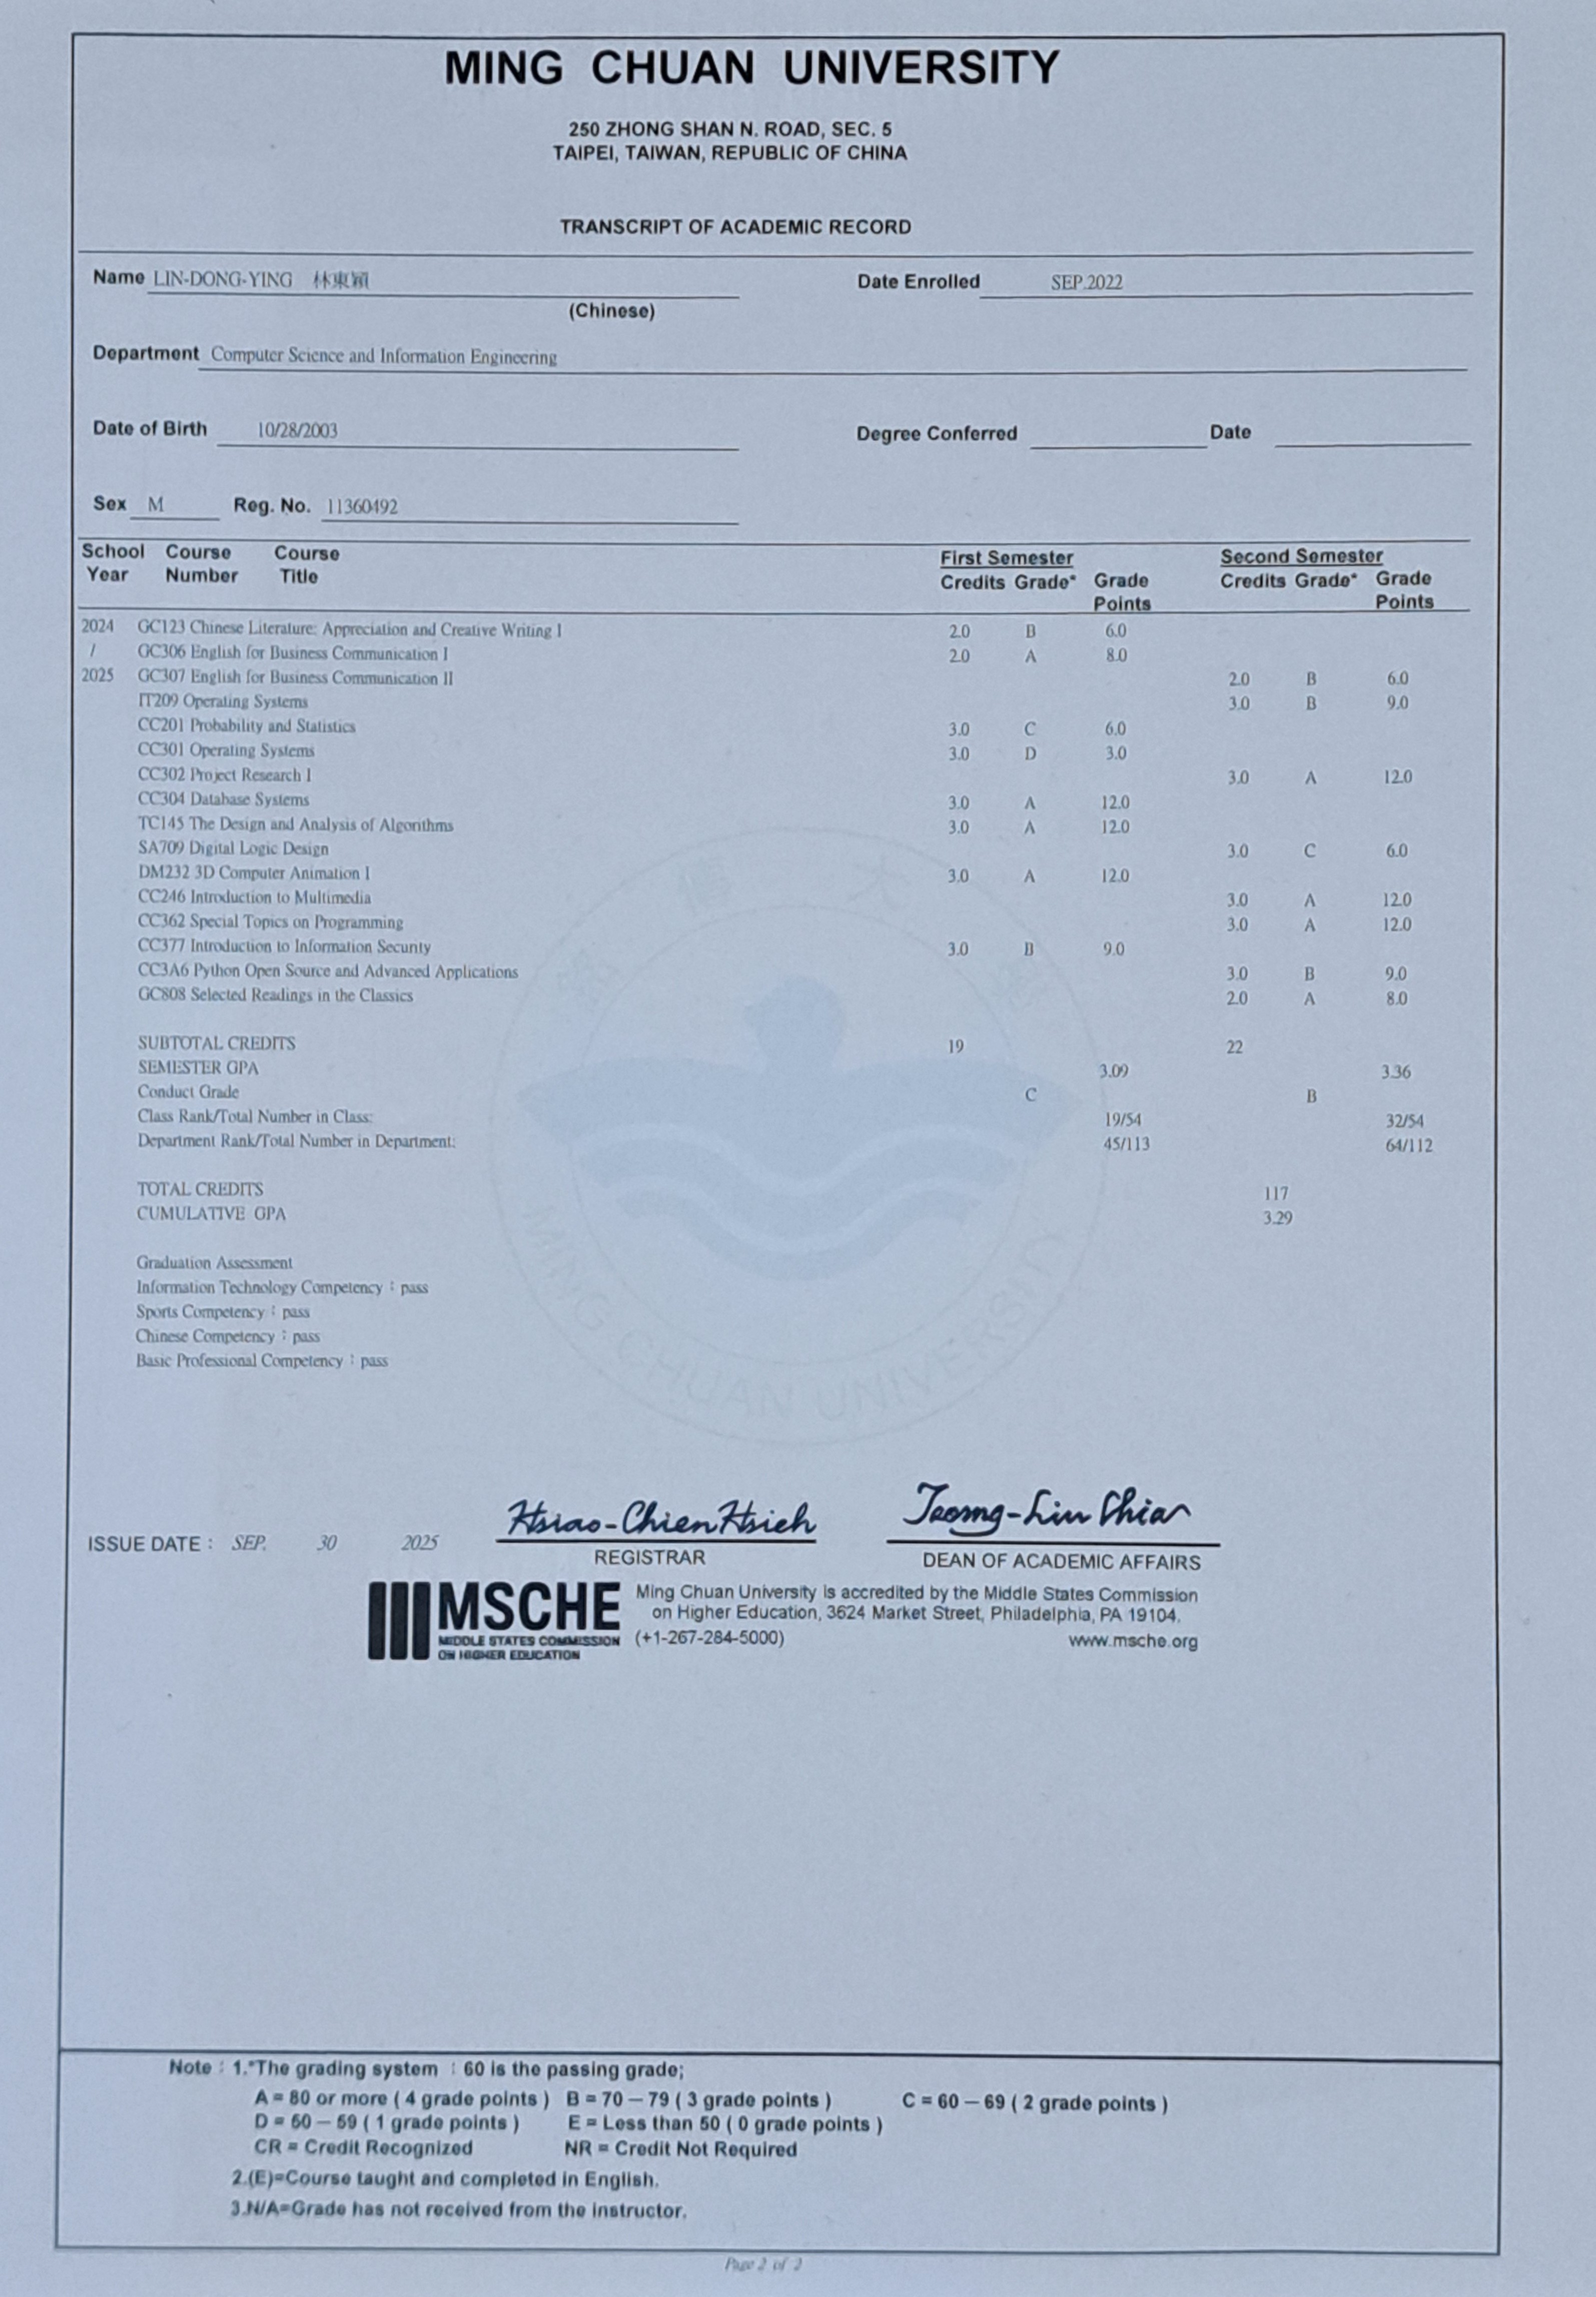 MING CHUAN UNIVERSITY
250 ZHONG SHAN N. ROAD, SEC. 5
TAIPEI, TAIWAN, REPUBLIC OF CHINA
TRANSCRIPT OF ACADEMIC RECORD
Name LIN-DONG-YING 林東穎 Date Enrolled SEP.2022
(Chinese)
Department Computer Science and Information Engineering
Date of Birth 10/28/2003 Degree Conferred Date
Sex M Reg. No. 11360492
School Course Course First Semester Second Semester
Year Number Title Credits Grade* Grade Points Credits Grade* Grade Points
2024 GC123 Chinese Literature: Appreciation and Creative Writing I 2.0 B 6.0
/ GC306 English for Business Communication I 2.0 A 8.0
2025 GC307 English for Business Communication II 2.0 B 6.0
IT209 Operating Systems 3.0 B 9.0
CC201 Probability and Statistics 3.0 C 6.0
CC301 Operating Systems 3.0 D 3.0
CC302 Project Research I 3.0 A 12.0
CC304 Database Systems 3.0 A 12.0
TC145 The Design and Analysis of Algorithms 3.0 A 12.0
SA709 Digital Logic Design 3.0 C 6.0
DM232 3D Computer Animation I 3.0 A 12.0
CC246 Introduction to Multimedia 3.0 A 12.0
CC362 Special Topics on Programming 3.0 A 12.0
CC377 Introduction to Information Security 3.0 B 9.0
CC3A6 Python Open Source and Advanced Applications 3.0 B 9.0
GC808 Selected Readings in the Classics 2.0 A 8.0
SUBTOTAL CREDITS 19 22
SEMESTER GPA 3.09 3.36
Conduct Grade C B
Class Rank/Total Number in Class: 19/54 32/54
Department Rank/Total Number in Department: 45/113 64/112
TOTAL CREDITS 117
CUMULATIVE GPA 3.29
Graduation Assessment
Information Technology Competency : pass
Sports Competency : pass
Chinese Competency : pass
Basic Professional Competency : pass
MING CHUAN UNIVERSITY
Hsiao-Chien Hsieh
ISSUE DATE : SEP. 30 2025
REGISTRAR DEAN OF ACADEMIC AFFAIRS
MSCHE
MIDDLE STATES COMMISSION
ON HIGHER EDUCATION
Ming Chuan University is accredited by the Middle States Commission
on Higher Education, 3624 Market Street, Philadelphia, PA 19104.
(+1-267-284-5000) www.msche.org
Note : 1.*The grading system : 60 is the passing grade;
A = 80 or more ( 4 grade points ) B = 70 – 79 ( 3 grade points ) C = 60 – 69 ( 2 grade points )
D = 50 – 59 ( 1 grade points ) E = Less than 50 ( 0 grade points )
CR = Credit Recognized NR = Credit Not Required
2.(E)=Course taught and completed in English.
3.N/A=Grade has not received from the instructor.
Page 2 of 2